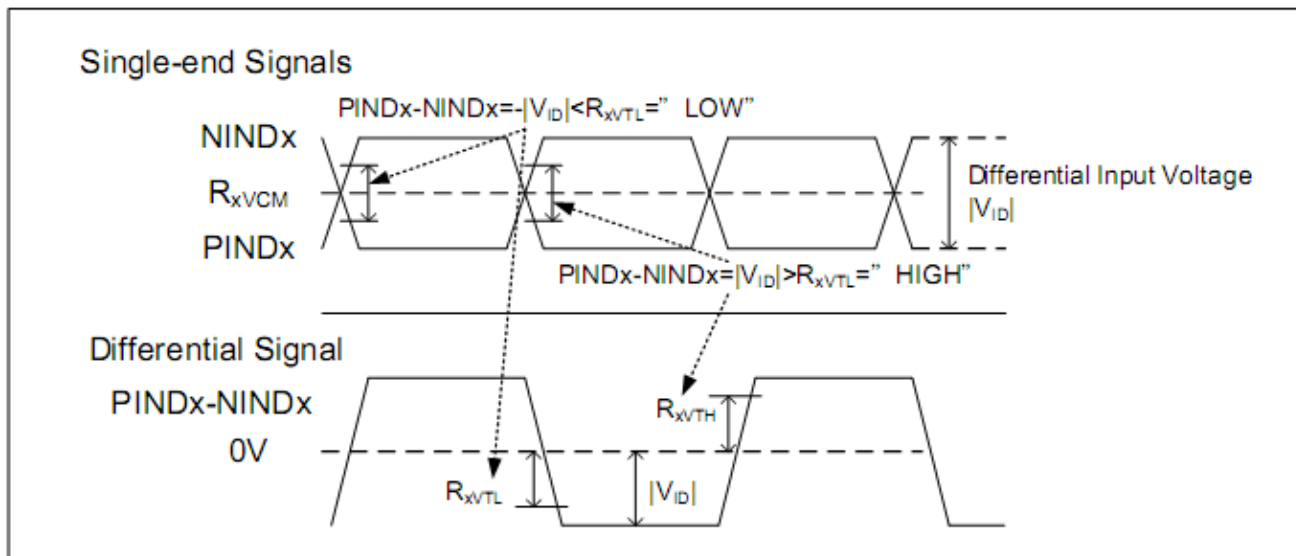 Single-end Signals
PINDx-NINDx=-|VID|<RxVTL=” LOW”
NINDx
RxVCM
PINDx
Differential Input Voltage
|VID|
PINDx-NINDx=|VID|>RxVTL=” HIGH”
Differential Signal
PINDx-NINDx
0V
RxVTH
RxVTL
|VID|